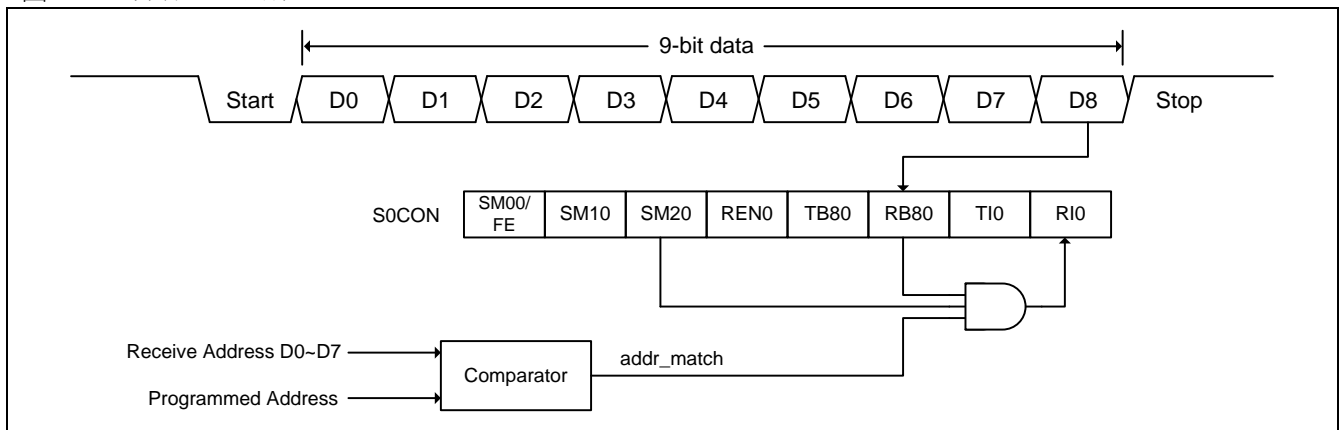 9-bit data
Start D0 D1 D2 D3 D4 D5 D6 D7 D8 Stop
S0CON SM00/FE SM10 SM20 REN0 TB80 RB80 TI0 RI0
Receive Address D0~D7
addr_match
Comparator
Programmed Address